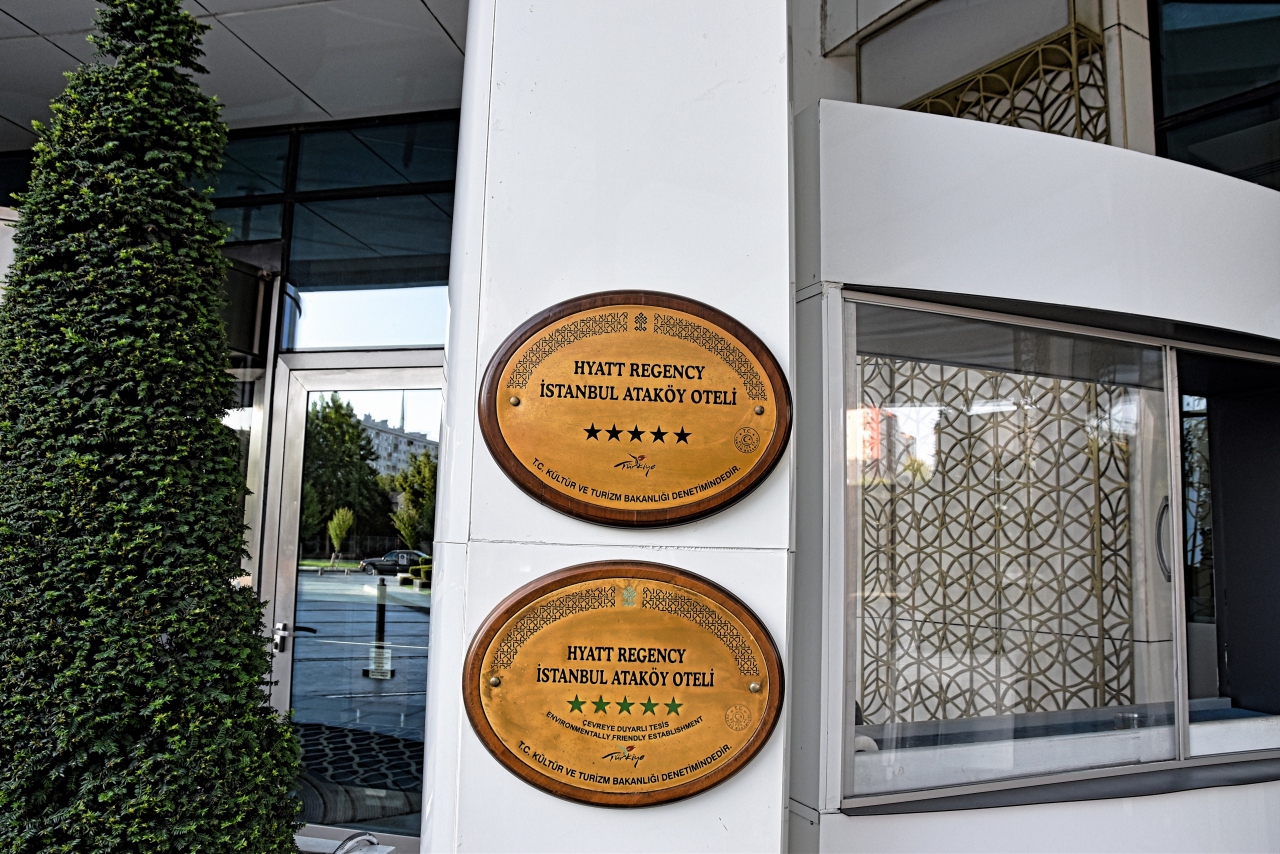 HYATT REGENCY
İSTANBUL ATAKÖY OTELİ
Türkiye
T.C. KÜLTÜR VE TURİZM BAKANLIĞI DENETİMİNDEDİR.
HYATT REGENCY
İSTANBUL ATAKÖY OTELİ
ÇEVREYE DUYARLI TESİS
ENVIRONMENTALLY FRIENDLY ESTABLISHMENT
Türkiye
T.C. KÜLTÜR VE TURİZM BAKANLIĞI DENETİMİNDEDİR.